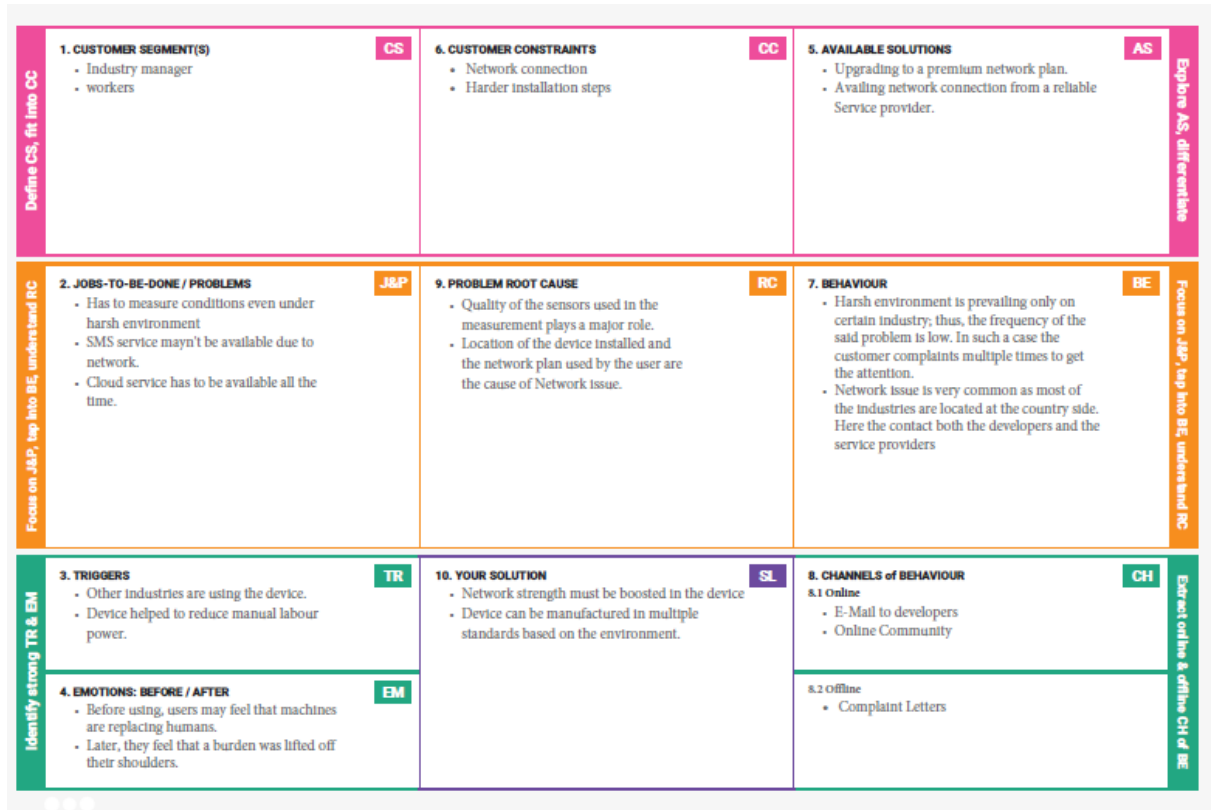 Define CS, fit into CC
1. CUSTOMER SEGMENT(S)
CS
• Industry manager
• workers
6. CUSTOMER CONSTRAINTS
CC
• Network connection
• Harder installation steps
5. AVAILABLE SOLUTIONS
AS
• Upgrading to a premium network plan.
• Availing network connection from a reliable
Service provider.
Explore AS, differentiate
Focus on J&P, tap into BE, understand RC
2. JOBS-TO-BE-DONE / PROBLEMS
J&P
• Has to measure conditions even under
harsh environment
• SMS service mayn't be available due to
network.
• Cloud service has to be available all the
time.
9. PROBLEM ROOT CAUSE
RC
• Quality of the sensors used in the
measurement plays a major role.
• Location of the device installed and
the network plan used by the user are
the cause of Network issue.
7. BEHAVIOUR
BE
• Harsh environment is prevailing only on
certain industry; thus, the frequency of the
said problem is low. In such a case the
customer complaints multiple times to get
the attention.
• Network issue is very common as most of
the industries are located at the country side.
Here the contact both the developers and the
service providers
Focus on J&P, tap into BE, understand RC
Identify strong TR & EM
3. TRIGGERS
TR
• Other industries are using the device.
• Device helped to reduce manual labour
power.
4. EMOTIONS: BEFORE / AFTER
EM
• Before using, users may feel that machines
are replacing humans.
• Later, they feel that a burden was lifted off
their shoulders.
10. YOUR SOLUTION
SL
• Network strength must be boosted in the device
• Device can be manufactured in multiple
standards based on the environment.
8. CHANNELS of BEHAVIOUR
CH
8.1 Online
• E-Mail to developers
• Online Community
8.2 Offline
• Complaint Letters
Extract online & offline CH of BE